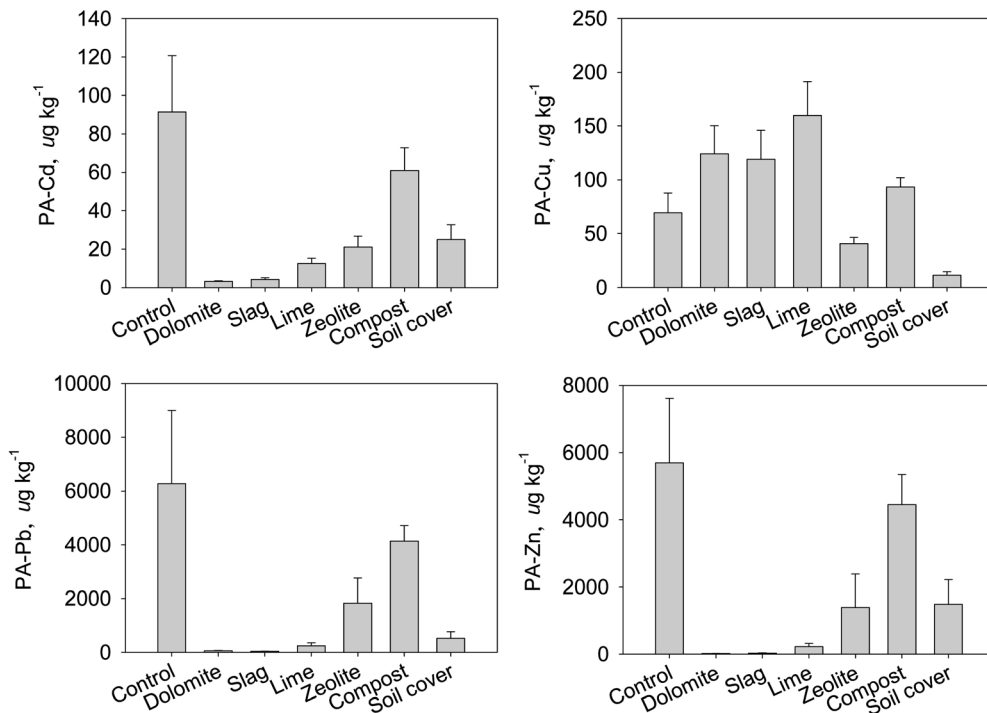 140
120
100
80
60
40
20
0
PA-Cd, ug kg-1
Control
Dolomite
Slag
Lime
Zeolite
Compost
Soil cover
250
200
150
100
50
0
PA-Cu, ug kg-1
Control
Dolomite
Slag
Lime
Zeolite
Compost
Soil cover
10000
8000
6000
4000
2000
0
PA-Pb, ug kg-1
Control
Dolomite
Slag
Lime
Zeolite
Compost
Soil cover
8000
6000
4000
2000
0
PA-Zn, ug kg-1
Control
Dolomite
Slag
Lime
Zeolite
Compost
Soil cover